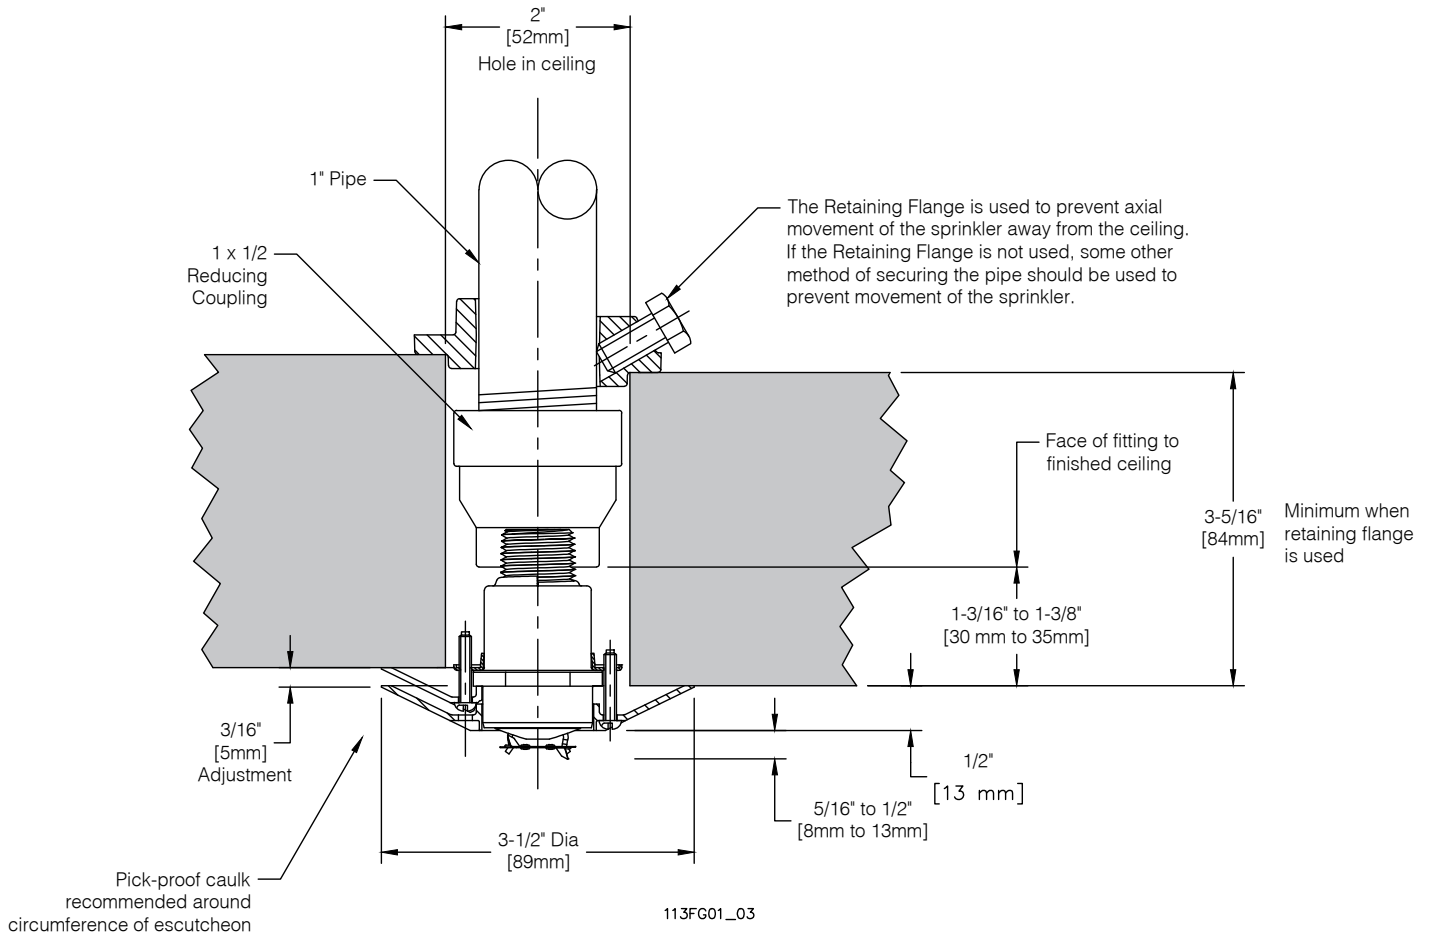 2"
[52mm]
Hole in ceiling
1" Pipe
The Retaining Flange is used to prevent axial
movement of the sprinkler away from the ceiling.
If the Retaining Flange is not used, some other
method of securing the pipe should be used to
prevent movement of the sprinkler.
1 x 1/2
Reducing
Coupling
Face of fitting to
finished ceiling
3-5/16"
[84mm]
Minimum when
retaining flange
is used
1-3/16" to 1-3/8"
[30 mm to 35mm]
3/16"
[5mm]
Adjustment
1/2"
[13 mm]
5/16" to 1/2"
[8mm to 13mm]
3-1/2" Dia
[89mm]
Pick-proof caulk
recommended around
circumference of escutcheon
113FG01_03